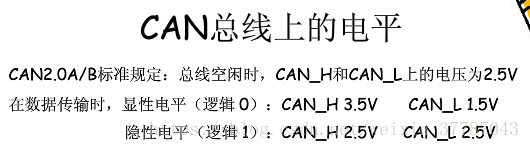 CAN总线上的电平
CAN2.0A/B标准规定：总线空闲时，CAN_H和CAN_L上的电压为2.5V
在数据传输时，显性电平（逻辑 0）：CAN_H 3.5V CAN_L 1.5V
隐性电平（逻辑 1）：CAN_H 2.5V CAN_L 2.5V